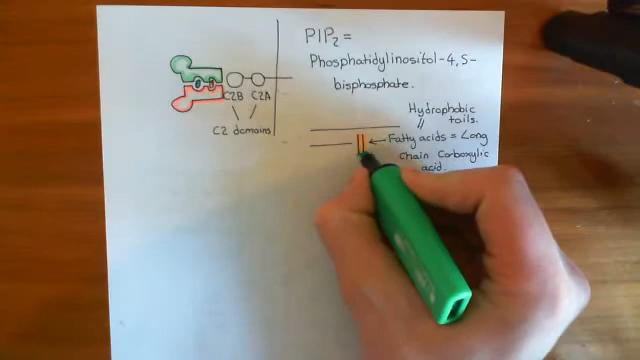 PIP2 =
Phosphatidylinositol-4,5-
bisphosphate.
C2B C2A
C2 domains
Hydrophobic
tails.
Fatty acids = Long
chain Carboxylic
acid.